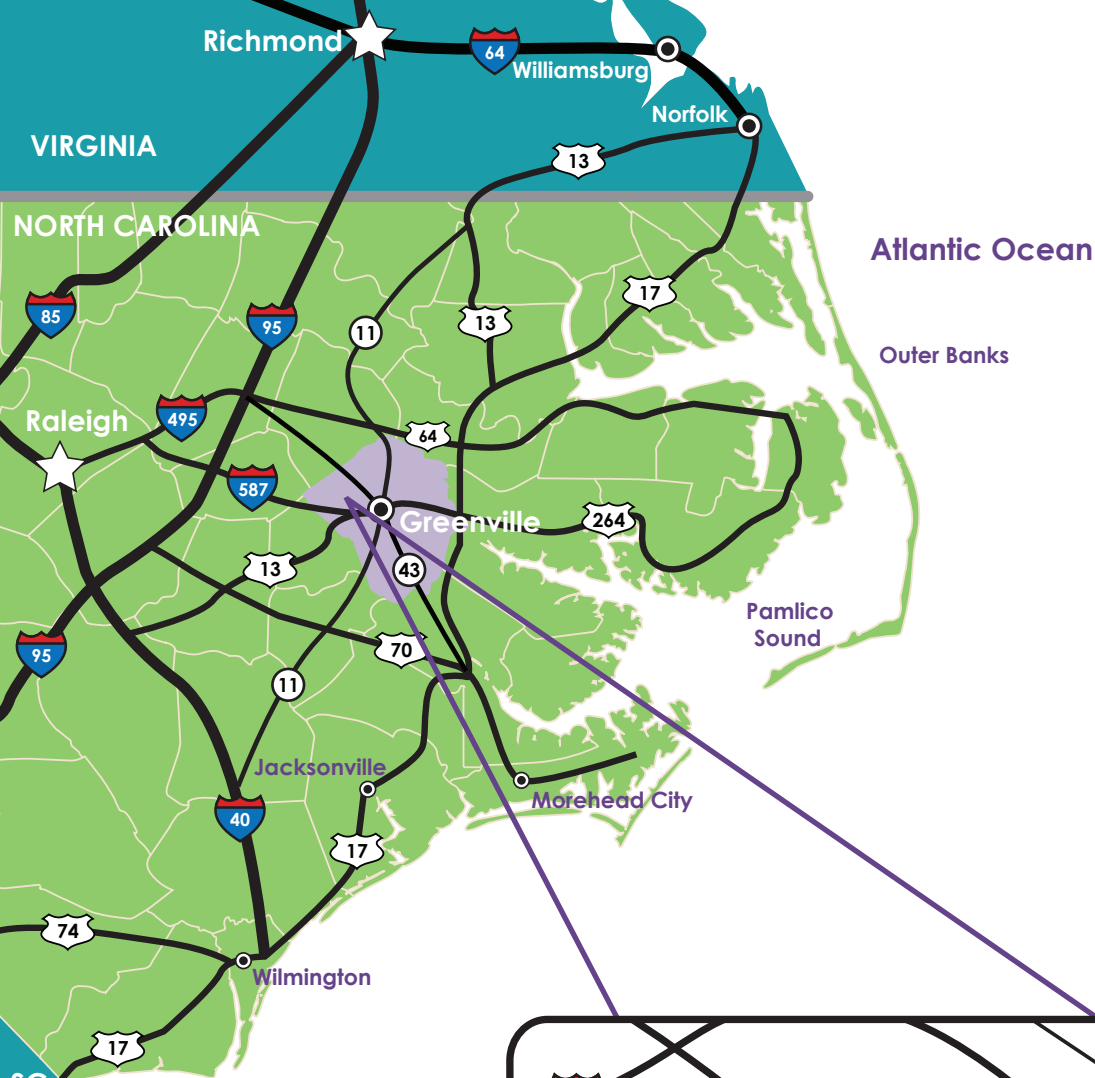 Richmond
64
Williamsburg
Norfolk
VIRGINIA
13
NORTH CAROLINA
Atlantic Ocean
17
85
95
11
13
Outer Banks
Raleigh
495
64
587
Greenville
264
13
43
Pamlico
Sound
95
70
11
Jacksonville
Morehead City
40
17
74
Wilmington
17